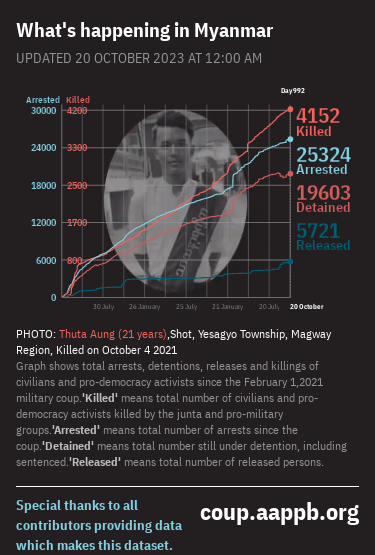 What's happening in Myanmar
UPDATED 20 OCTOBER 2023 AT 12:00 AM
Day992
Arrested Killed
30000 4200
24000 3300
18000 2500
12000 1700
6000 800
0
4152
Killed
25324
Arrested
19603
Detained
5721
Released
30 July 26 January 25 July 21 January 20 July 20 October
PHOTO: Thuta Aung (21 years),Shot, Yesagyo Township, Magway
Region, Killed on October 4 2021
Graph shows total arrests, detentions, releases and killings of
civilians and pro-democracy activists since the February 1,2021
military coup.'Killed' means total number of civilians and pro-
democracy activists killed by the junta and pro-military
groups.'Arrested' means total number of arrests since the
coup.'Detained' means total number still under detention, including
sentenced.'Released' means total number of released persons.
Special thanks to all
contributors providing data
which makes this dataset.
coup.aappb.org